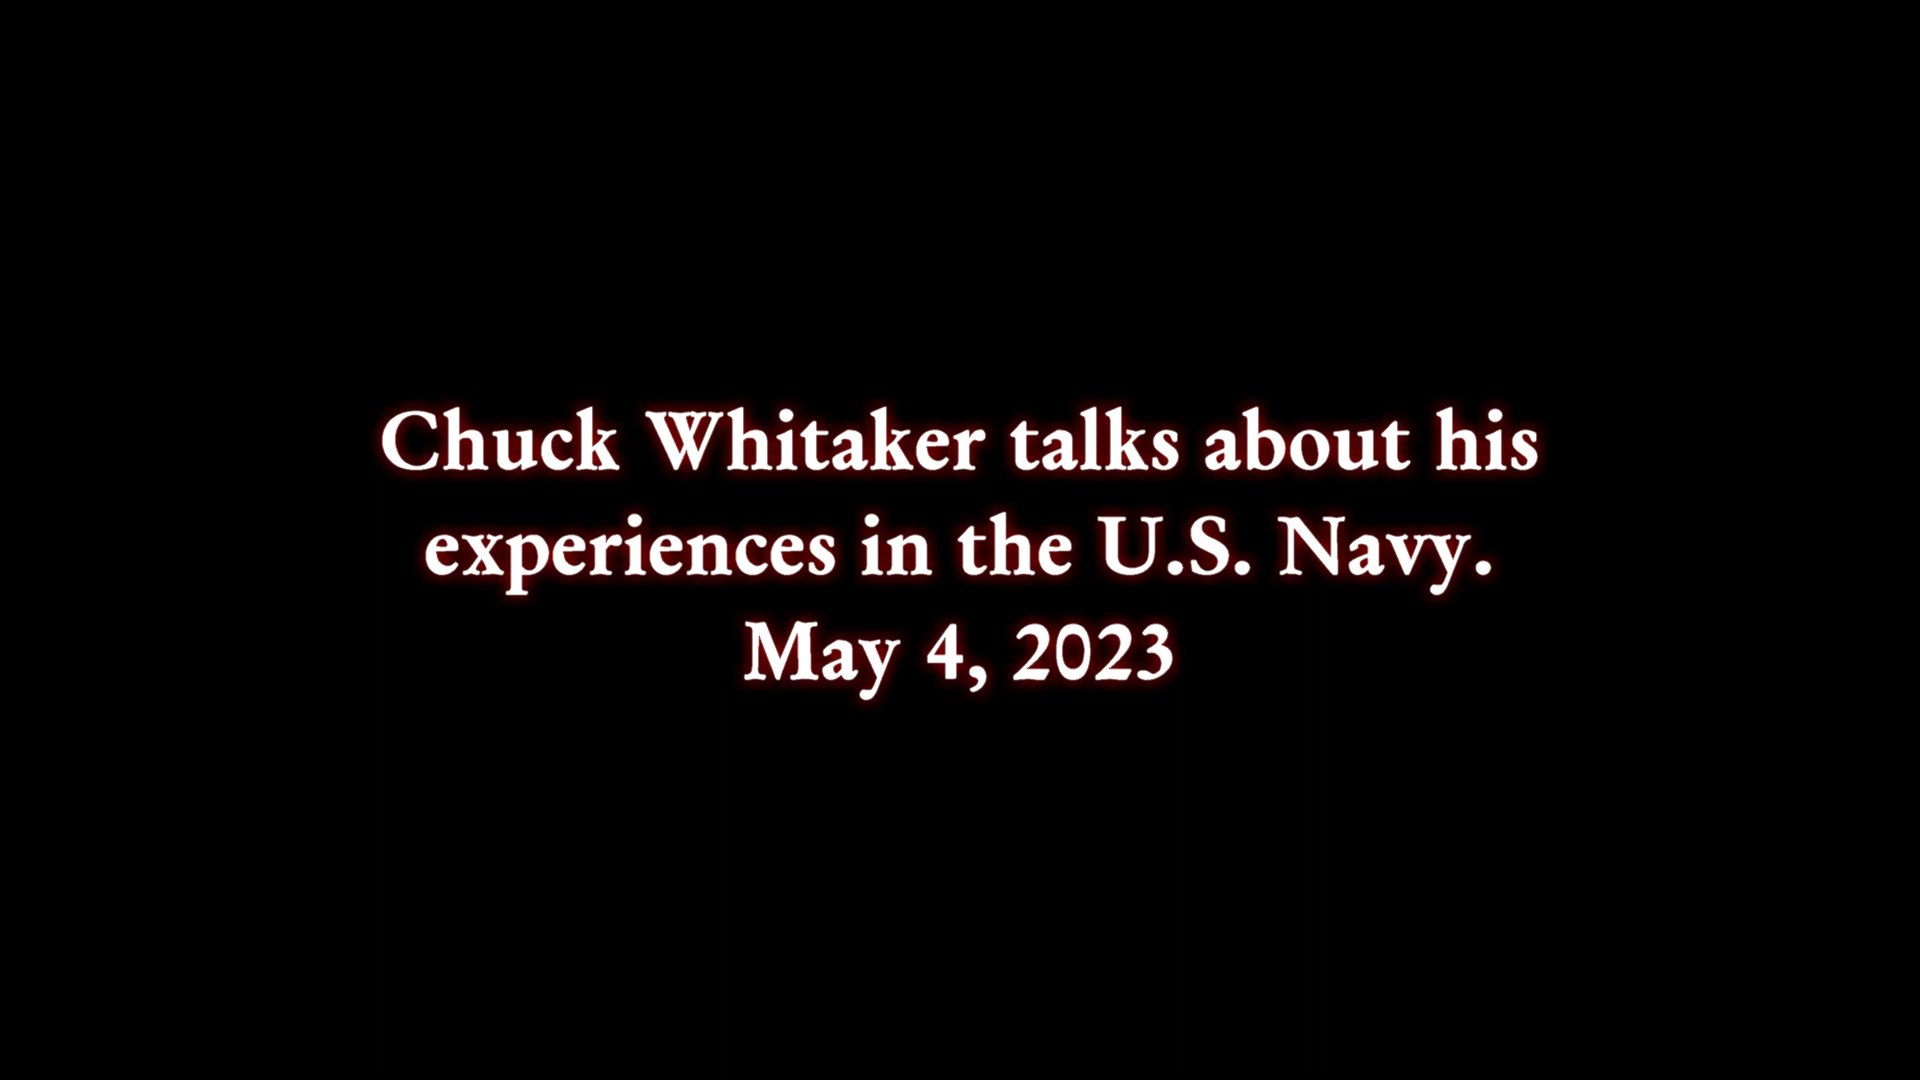 Chuck Whitaker talks about his
experiences in the U.S. Navy.
May 4, 2023